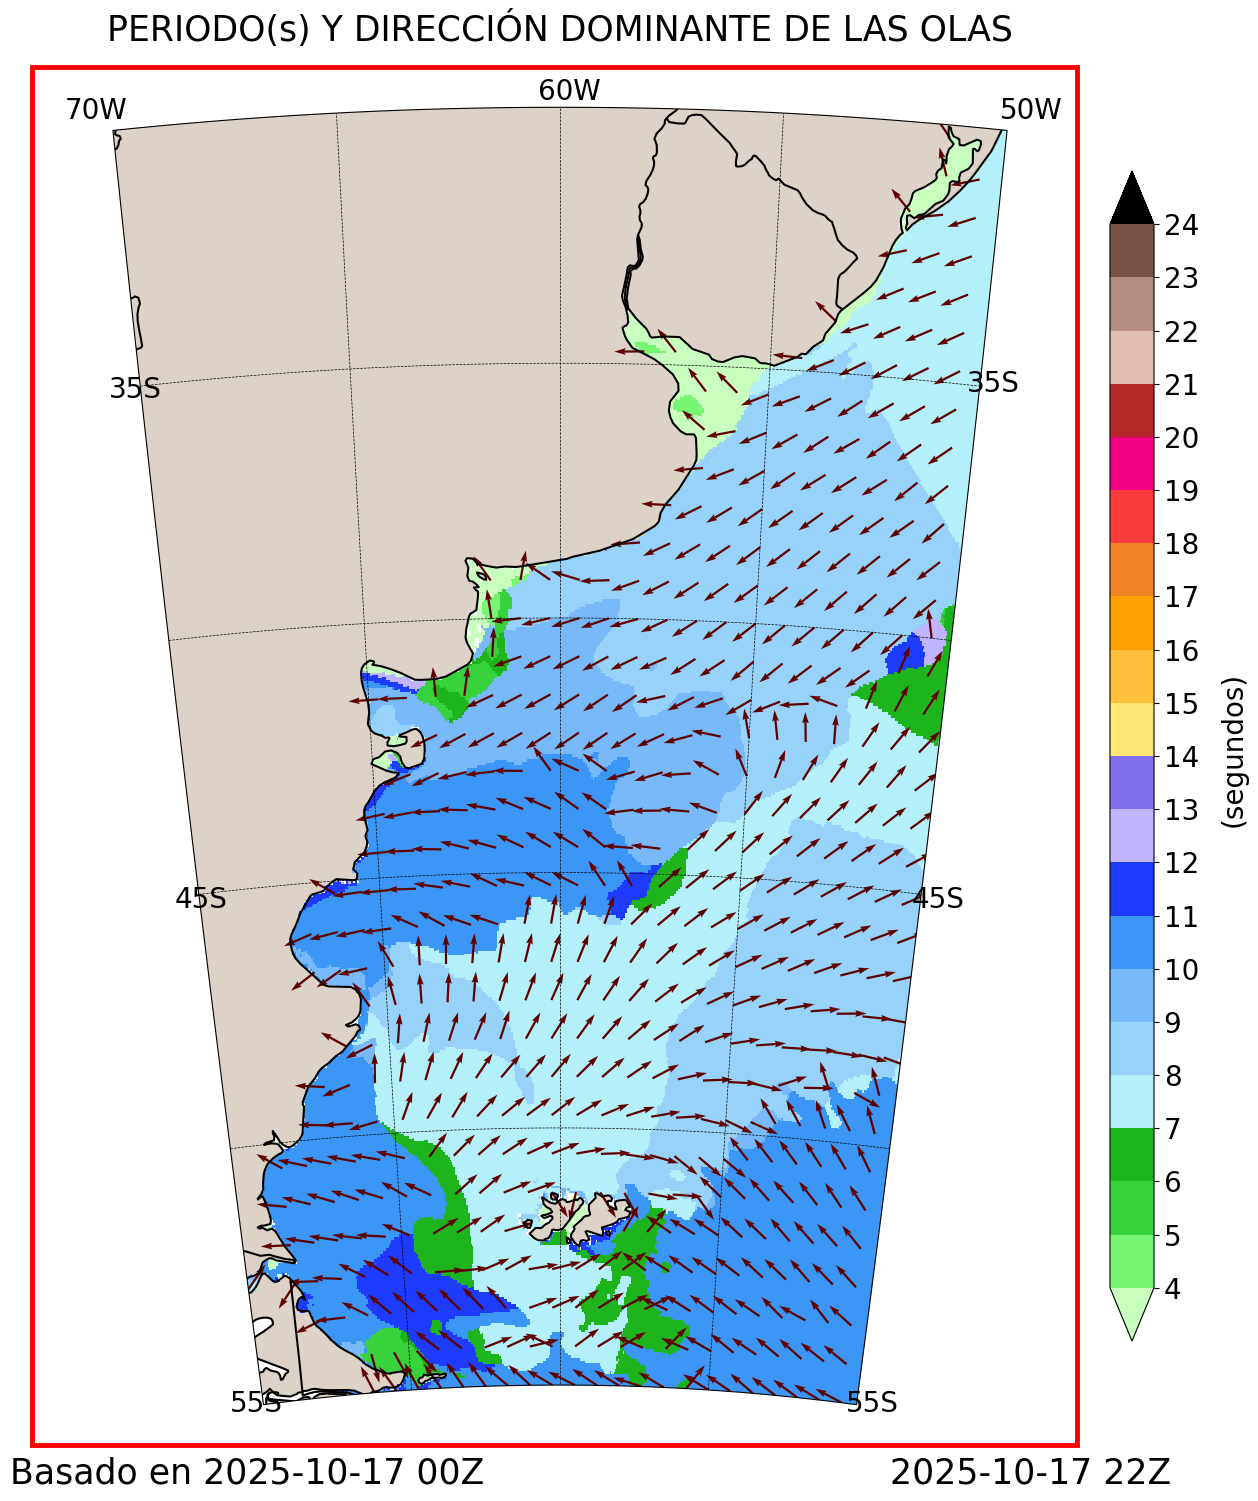 PERIODO(s) Y DIRECCIÓN DOMINANTE DE LAS OLAS
70W
60W
50W
35S
35S
45S
45S
55S
55S
24
23
22
21
20
19
18
17
16
15
14
13
12
11
10
9
8
7
6
5
4
(segundos)
Basado en 2025-10-17 00Z
2025-10-17 22Z